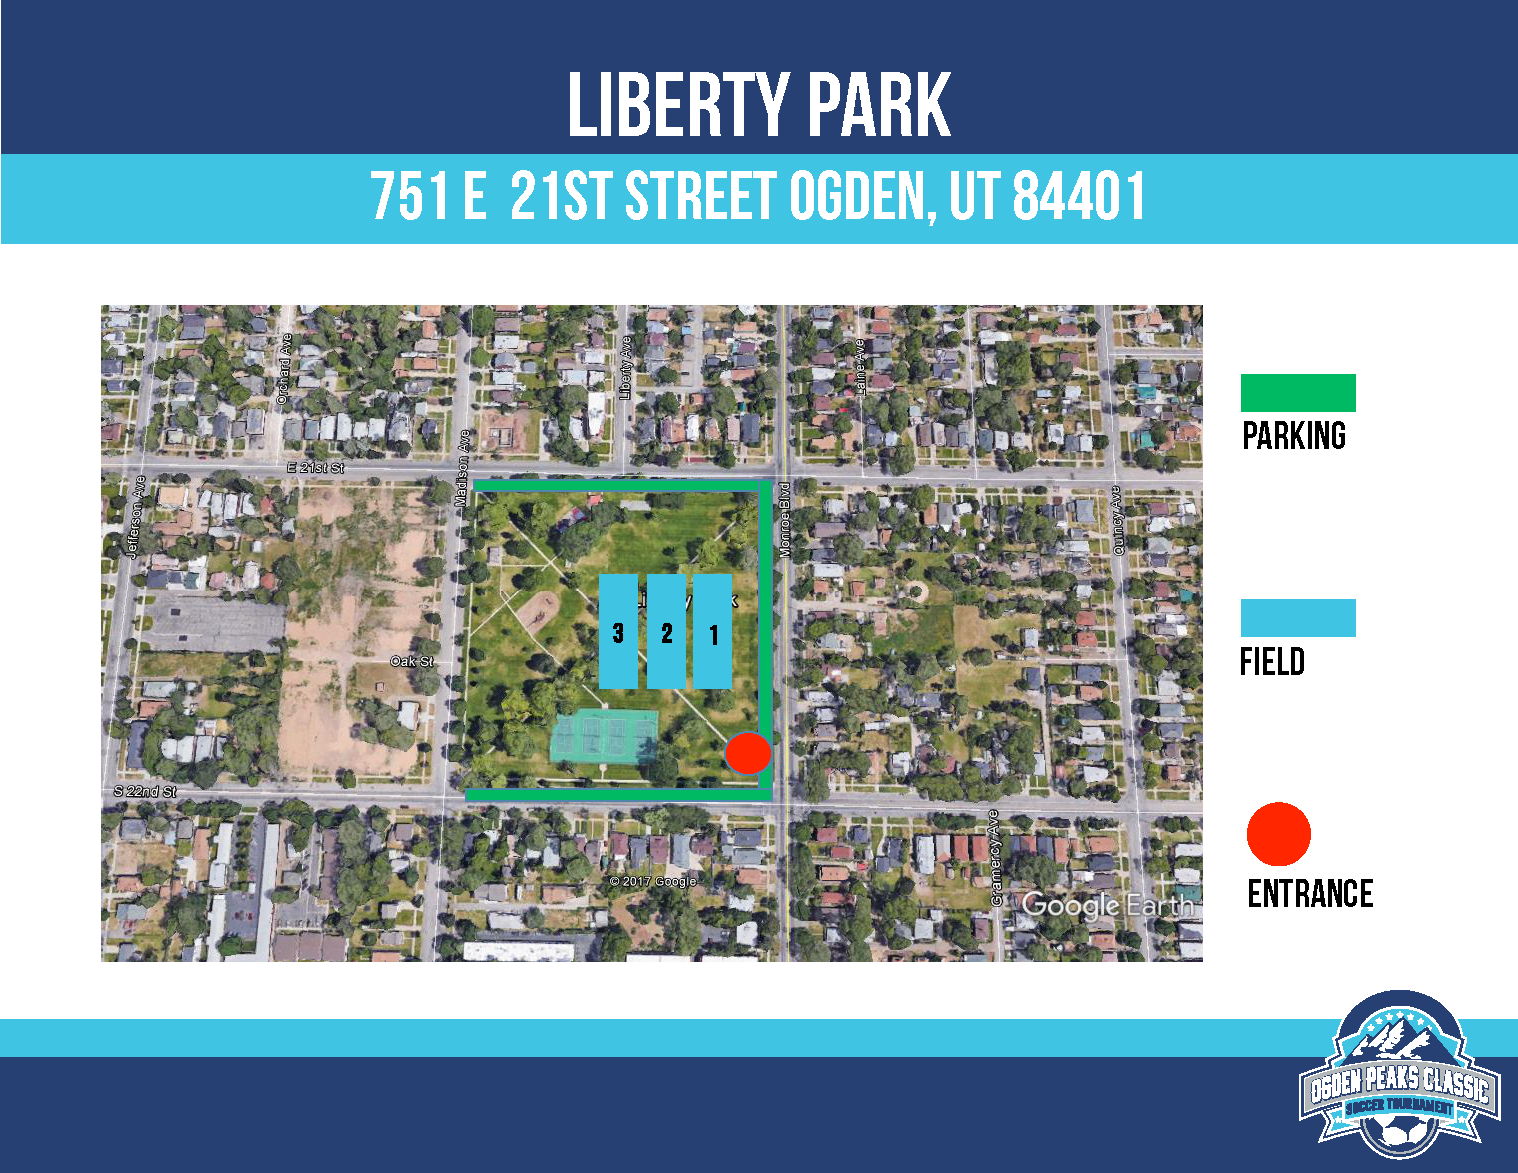 LIBERTY PARK
751 E 21ST STREET OGDEN, UT 84401
Orchard Ave
Liberty Ave
Laine Ave
Madison Ave
E 21st St
Jefferson Ave
Monroe Blvd
Quincy Ave
3
2
1
Oak St
S 22nd St
Gramercy Ave
© 2017 Google
Google Earth
PARKING
FIELD
ENTRANCE
OGDEN PEAKS CLASSIC
SOCCER TOURNAMENT